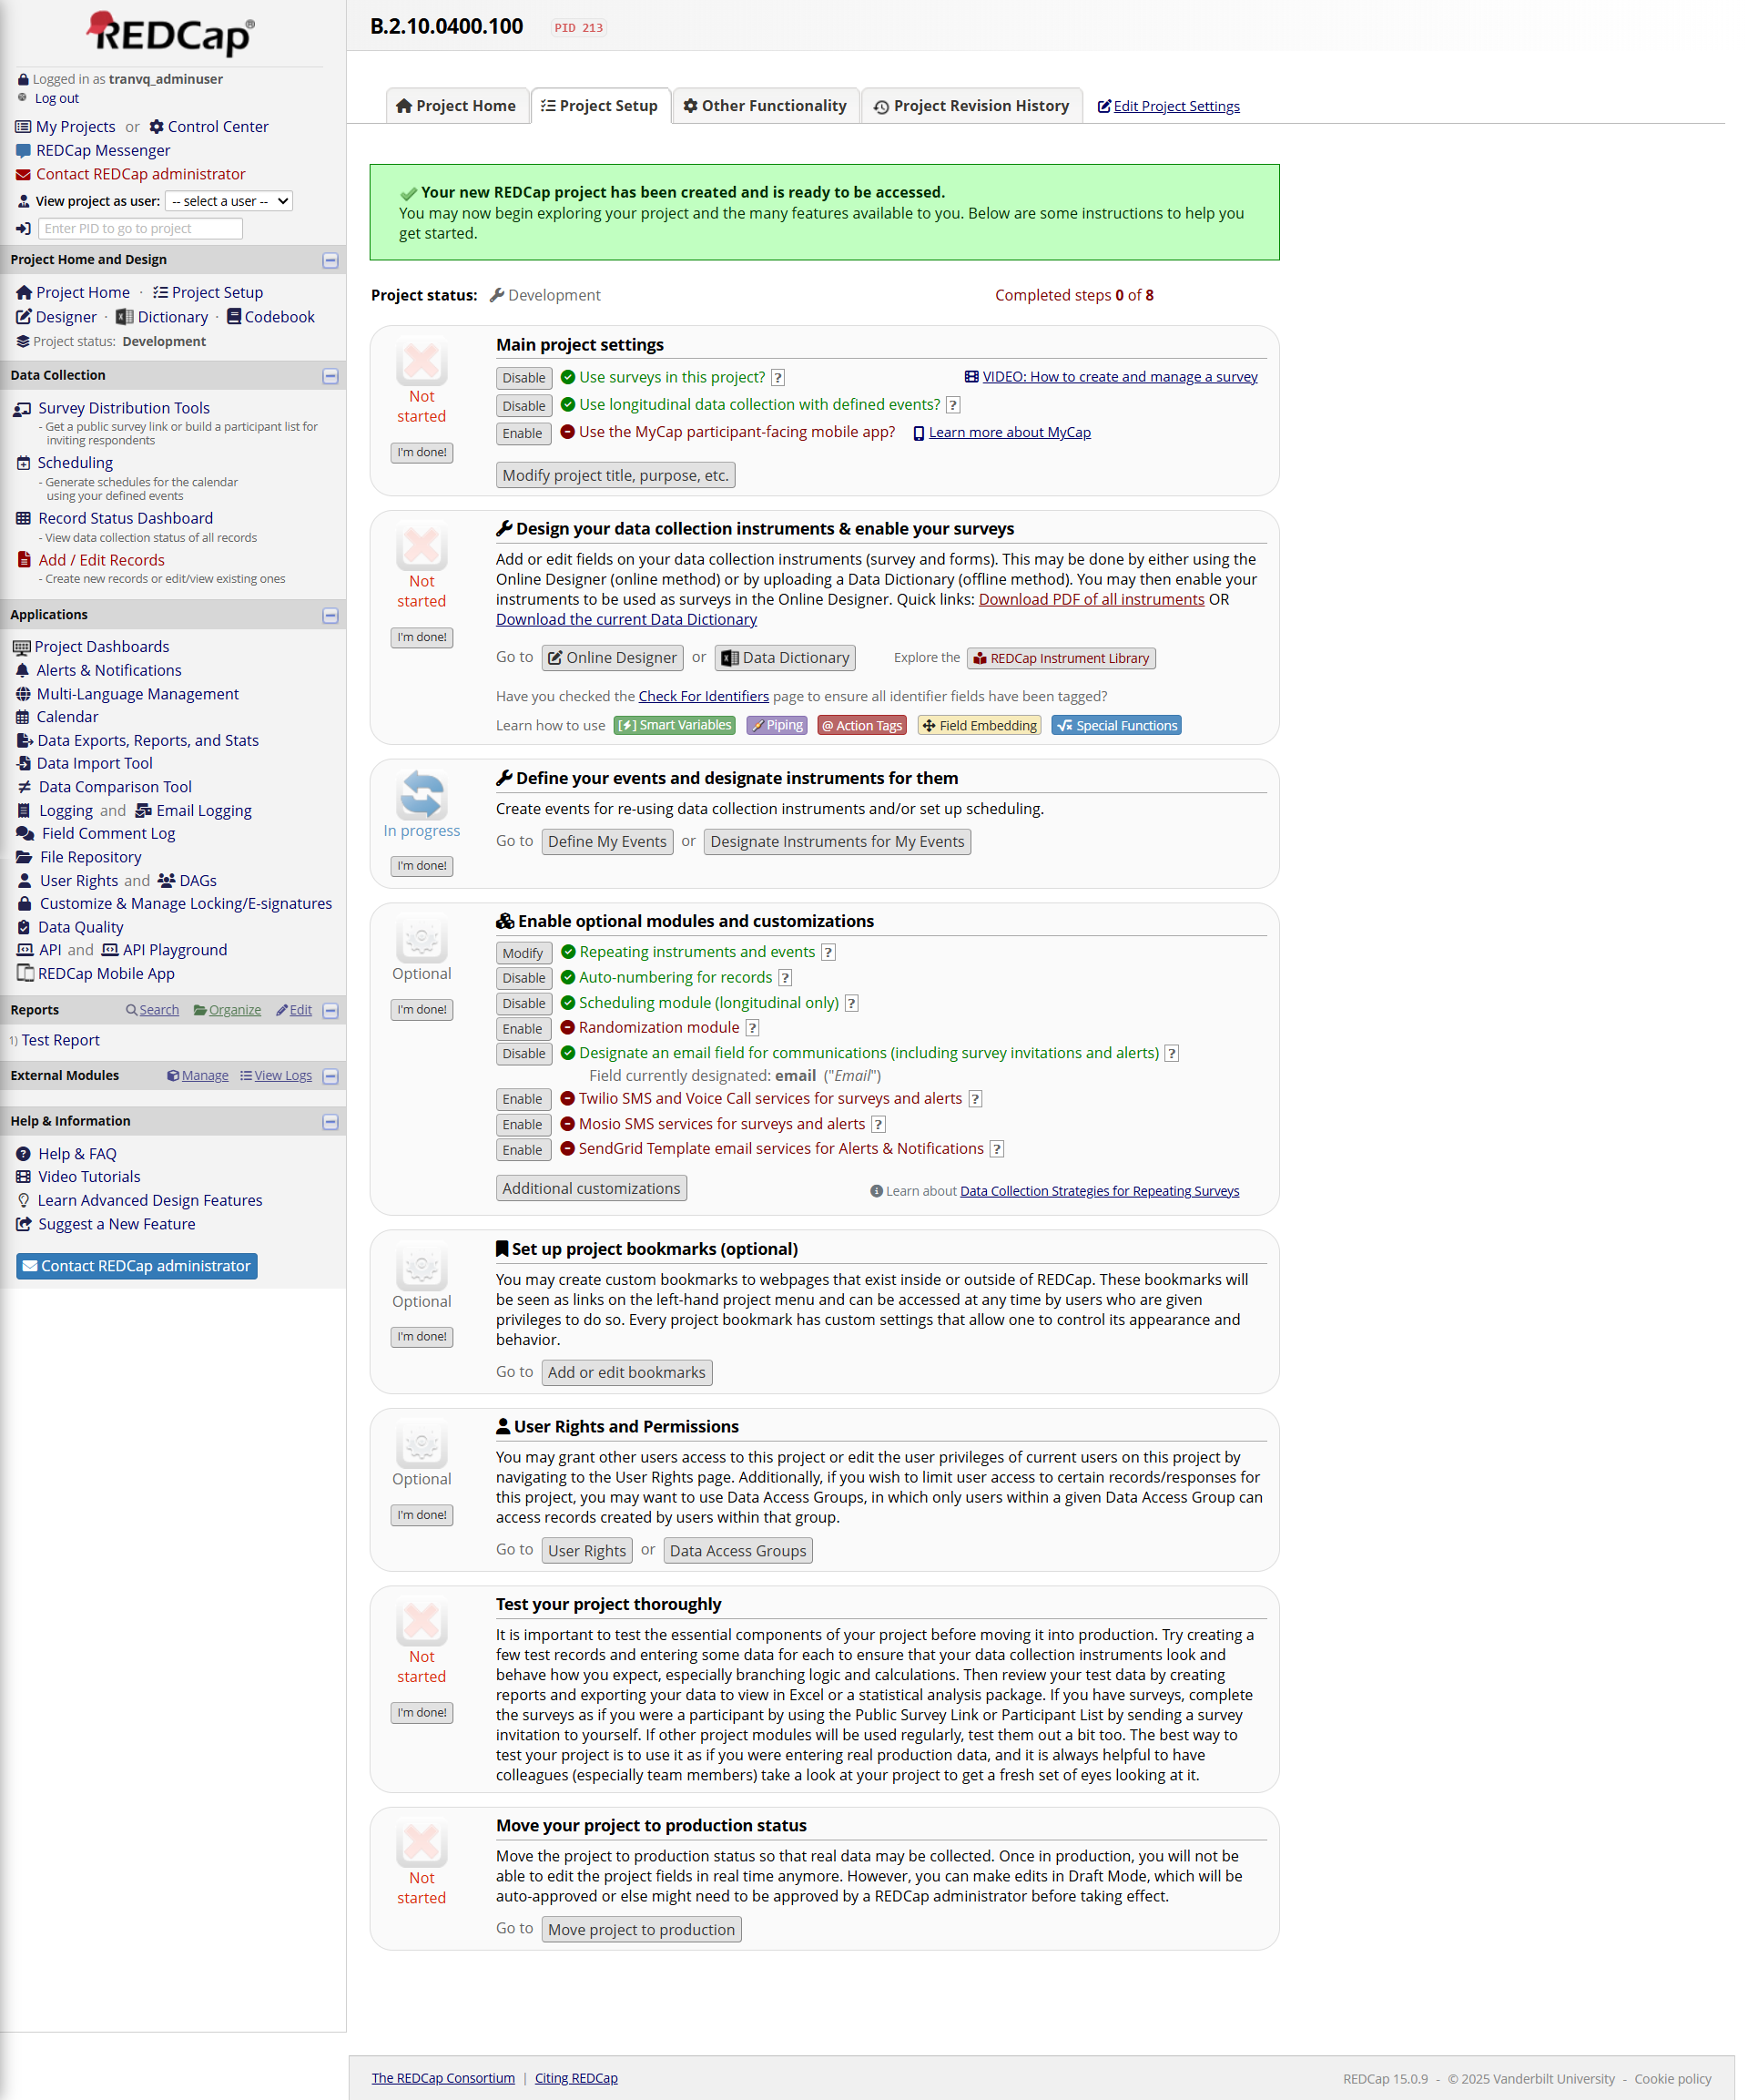 REDCap®
Logged in as tranvq_adminuser
Log out
My Projects or Control Center
REDCap Messenger
Contact REDCap administrator
View project as user: -- select a user --
Enter PID to go to project
Project Home and Design
Project Home · Project Setup
Designer · Dictionary · Codebook
Project status: Development
Data Collection
Survey Distribution Tools
- Get a public survey link or build a participant list for
inviting respondents
Scheduling
- Generate schedules for the calendar
using your defined events
Record Status Dashboard
- View data collection status of all records
Add / Edit Records
- Create new records or edit/view existing ones
Applications
Project Dashboards
Alerts & Notifications
Multi-Language Management
Calendar
Data Exports, Reports, and Stats
Data Import Tool
Data Comparison Tool
Logging and Email Logging
Field Comment Log
File Repository
User Rights and DAGs
Customize & Manage Locking/E-signatures
Data Quality
API and API Playground
REDCap Mobile App
Reports Search Organize Edit
1) Test Report
External Modules Manage View Logs
Help & Information
Help & FAQ
Video Tutorials
Learn Advanced Design Features
Suggest a New Feature
Contact REDCap administrator
B.2.10.0400.100 PID 213
Project Home Project Setup Other Functionality Project Revision History Edit Project Settings
Your new REDCap project has been created and is ready to be accessed.
You may now begin exploring your project and the many features available to you. Below are some instructions to help you
get started.
Project status: Development Completed steps 0 of 8
Not
started
I'm done!
Main project settings
Disable Use surveys in this project? ? VIDEO: How to create and manage a survey
Disable Use longitudinal data collection with defined events? ?
Enable Use the MyCap participant-facing mobile app? Learn more about MyCap
Modify project title, purpose, etc.
Not
started
I'm done!
Design your data collection instruments & enable your surveys
Add or edit fields on your data collection instruments (survey and forms). This may be done by either using the
Online Designer (online method) or by uploading a Data Dictionary (offline method). You may then enable your
instruments to be used as surveys in the Online Designer. Quick links: Download PDF of all instruments OR
Download the current Data Dictionary
Go to Online Designer or Data Dictionary Explore the REDCap Instrument Library
Have you checked the Check For Identifiers page to ensure all identifier fields have been tagged?
Learn how to use [⚡] Smart Variables Piping @ Action Tags Field Embedding Special Functions
In progress
I'm done!
Define your events and designate instruments for them
Create events for re-using data collection instruments and/or set up scheduling.
Go to Define My Events or Designate Instruments for My Events
Optional
I'm done!
Enable optional modules and customizations
Modify Repeating instruments and events ?
Disable Auto-numbering for records ?
Disable Scheduling module (longitudinal only) ?
Enable Randomization module ?
Disable Designate an email field for communications (including survey invitations and alerts) ?
Field currently designated: email ("Email")
Enable Twilio SMS and Voice Call services for surveys and alerts ?
Enable Mosio SMS services for surveys and alerts ?
Enable SendGrid Template email services for Alerts & Notifications ?
Additional customizations Learn about Data Collection Strategies for Repeating Surveys
Optional
I'm done!
Set up project bookmarks (optional)
You may create custom bookmarks to webpages that exist inside or outside of REDCap. These bookmarks will
be seen as links on the left-hand project menu and can be accessed at any time by users who are given
privileges to do so. Every project bookmark has custom settings that allow one to control its appearance and
behavior.
Go to Add or edit bookmarks
Optional
I'm done!
User Rights and Permissions
You may grant other users access to this project or edit the user privileges of current users on this project by
navigating to the User Rights page. Additionally, if you wish to limit user access to certain records/responses for
this project, you may want to use Data Access Groups, in which only users within a given Data Access Group can
access records created by users within that group.
Go to User Rights or Data Access Groups
Not
started
I'm done!
Test your project thoroughly
It is important to test the essential components of your project before moving it into production. Try creating a
few test records and entering some data for each to ensure that your data collection instruments look and
behave how you expect, especially branching logic and calculations. Then review your test data by creating
reports and exporting your data to view in Excel or a statistical analysis package. If you have surveys, complete
the surveys as if you were a participant by using the Public Survey Link or Participant List by sending a survey
invitation to yourself. If other project modules will be used regularly, test them out a bit too. The best way to
test your project is to use it as if you were entering real production data, and it is always helpful to have
colleagues (especially team members) take a look at your project to get a fresh set of eyes looking at it.
Not
started
Move your project to production status
Move the project to production status so that real data may be collected. Once in production, you will not be
able to edit the project fields in real time anymore. However, you can make edits in Draft Mode, which will be
auto-approved or else might need to be approved by a REDCap administrator before taking effect.
Go to Move project to production
The REDCap Consortium | Citing REDCap REDCap 15.0.9 - © 2025 Vanderbilt University - Cookie policy